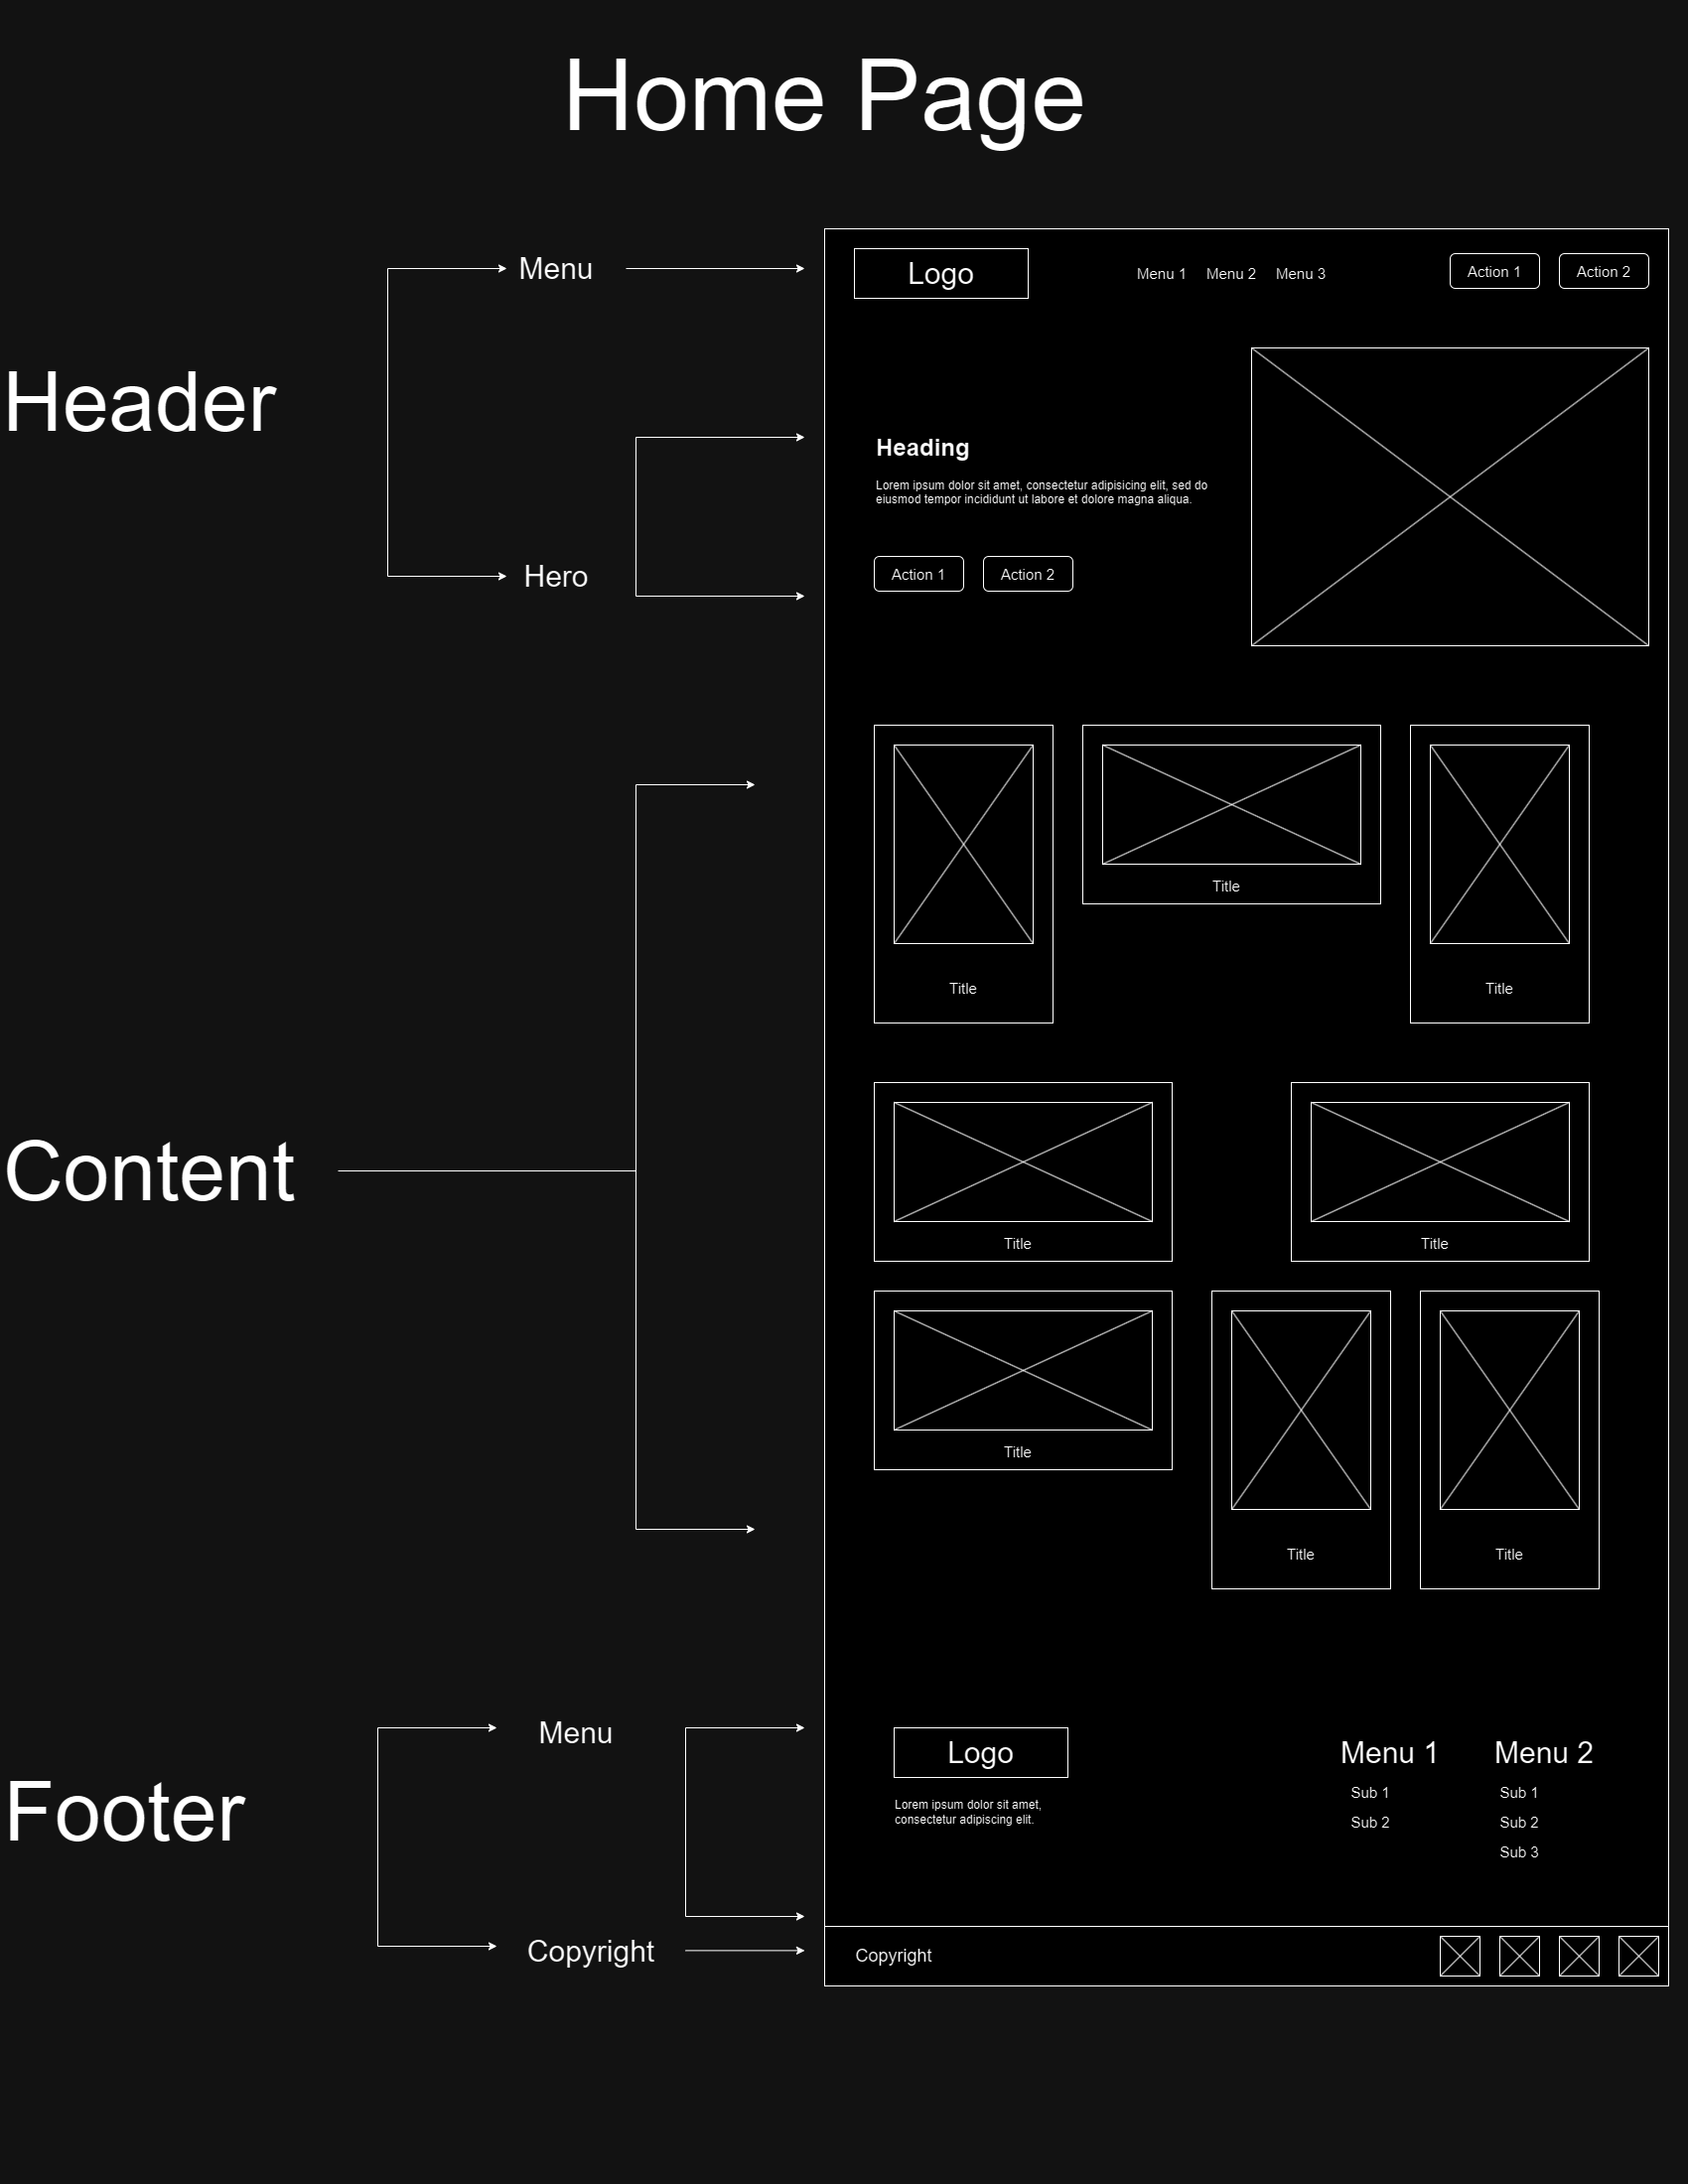 Home Page
Header
Menu
Hero
Logo
Menu 1
Menu 2
Menu 3
Action 1
Action 2
Heading
Lorem ipsum dolor sit amet, consectetur adipisicing elit, sed do
eiusmod tempor incididunt ut labore et dolore magna aliqua.
Action 1
Action 2
Content
Title
Title
Title
Title
Title
Title
Title
Title
Footer
Menu
Copyright
Logo
Lorem ipsum dolor sit amet,
consectetur adipiscing elit.
Menu 1
Sub 1
Sub 2
Menu 2
Sub 1
Sub 2
Sub 3
Copyright